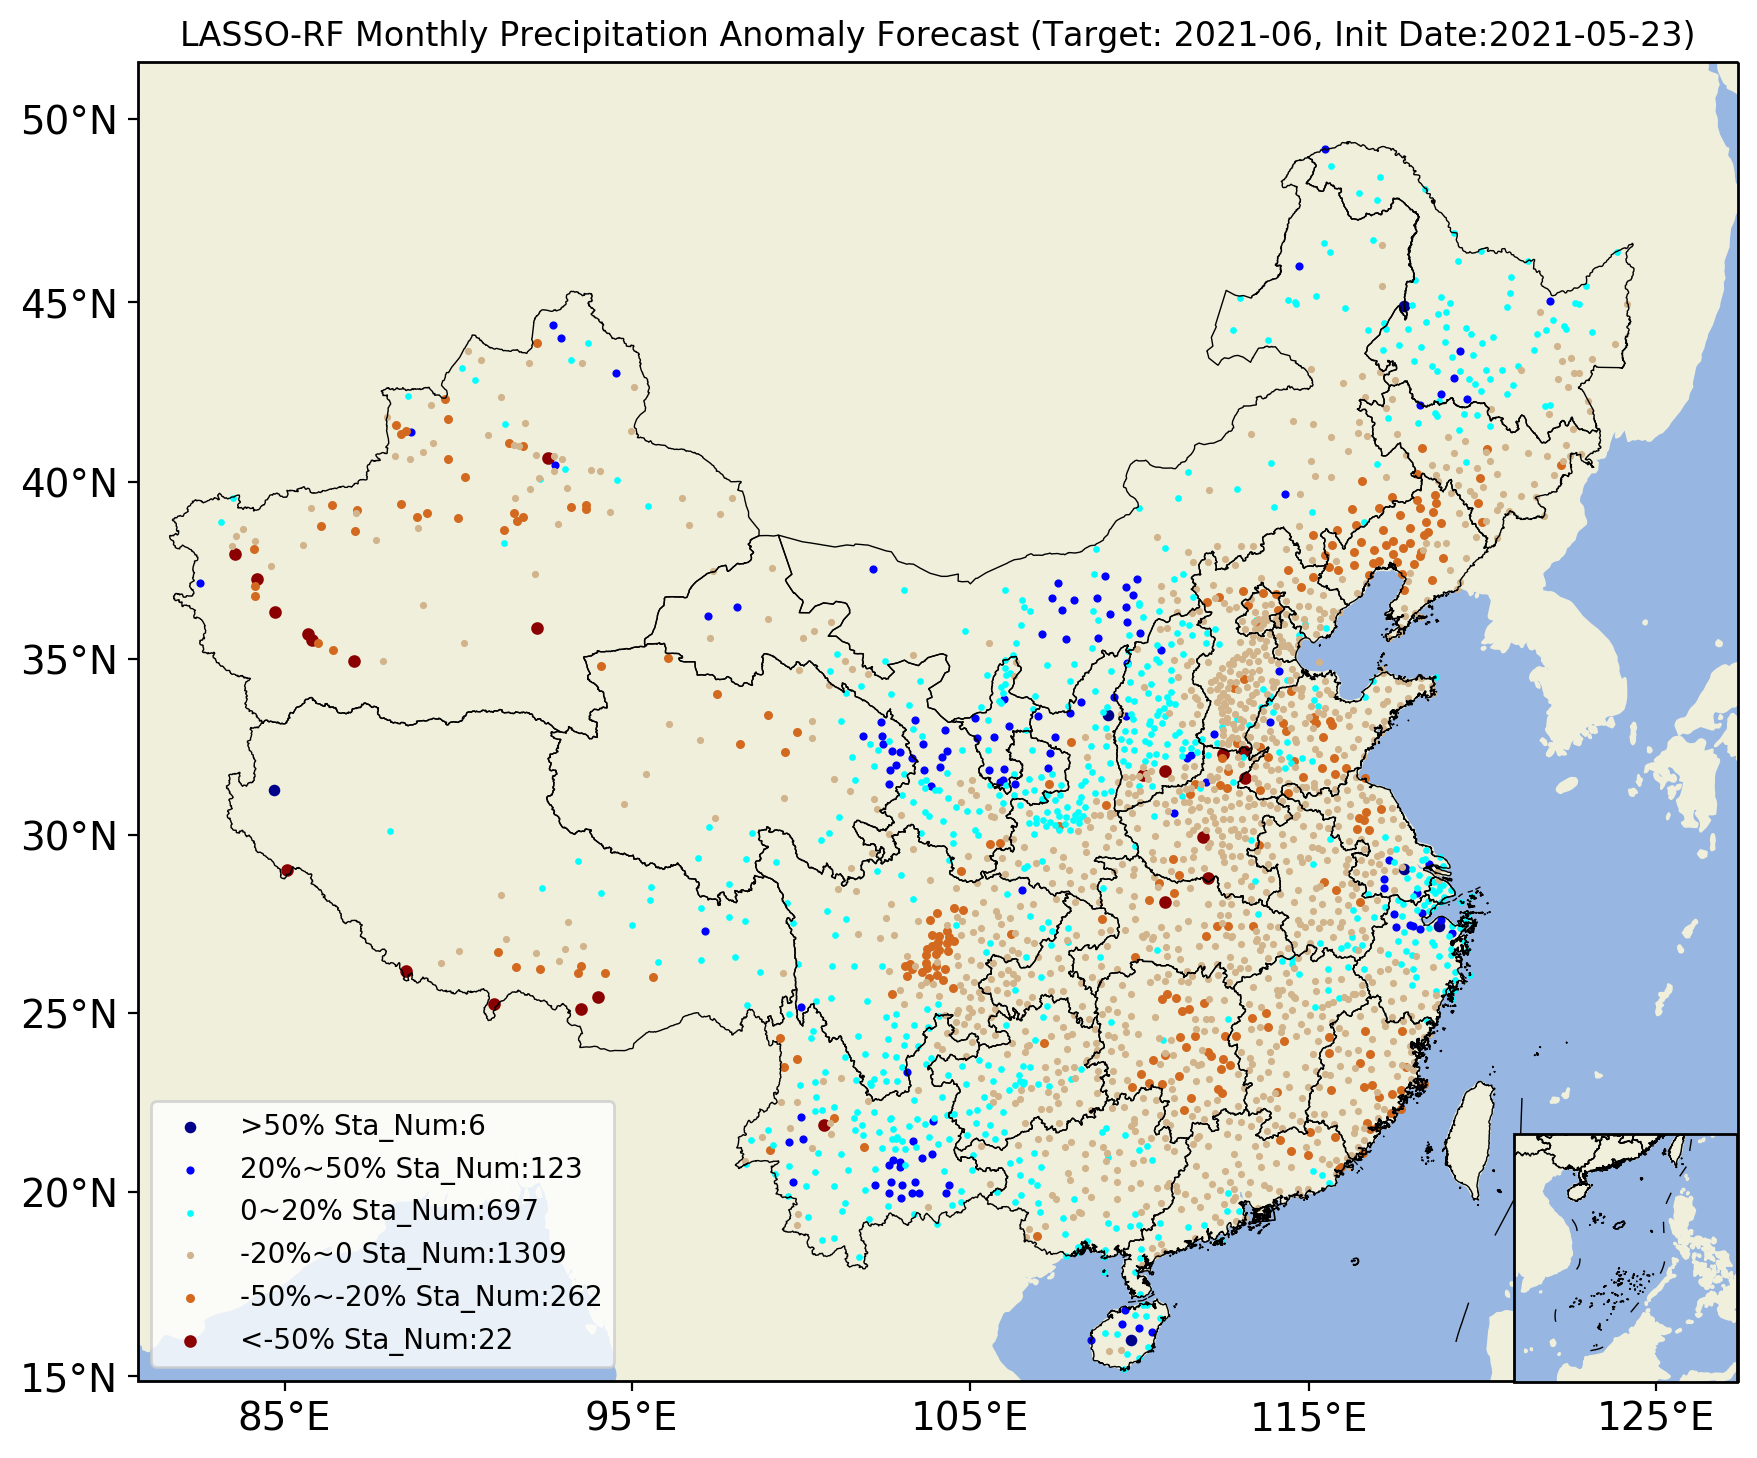 LASSO-RF Monthly Precipitation Anomaly Forecast (Target: 2021-06, Init Date:2021-05-23)
50°N
45°N
40°N
35°N
30°N
25°N
20°N
15°N
>50% Sta_Num:6
20%~50% Sta_Num:123
0~20% Sta_Num:697
-20%~0 Sta_Num:1309
-50%~-20% Sta_Num:262
<-50% Sta_Num:22
85°E
95°E
105°E
115°E
125°E